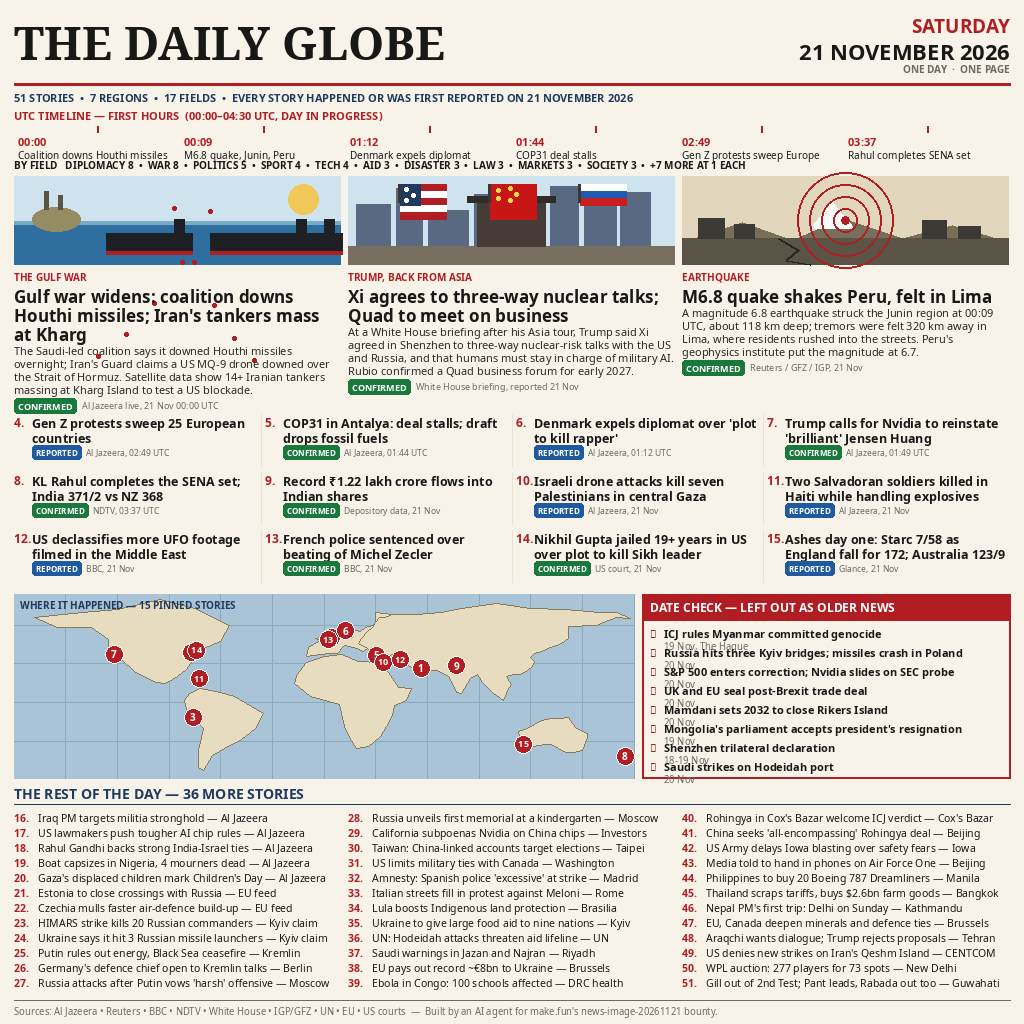 THE DAILY GLOBE
SATURDAY
21 NOVEMBER 2026
ONE DAY · ONE PAGE
51 STORIES • 7 REGIONS • 17 FIELDS • EVERY STORY HAPPENED OR WAS FIRST REPORTED ON 21 NOVEMBER 2026
UTC TIMELINE — FIRST HOURS (00:00–04:30 UTC, DAY IN PROGRESS)
00:00
Coalition downs Houthi missiles
00:09
M6.8 quake, Junin, Peru
01:12
Denmark expels diplomat
01:44
COP31 deal stalls
02:49
Gen Z protests sweep Europe
03:37
Rahul completes SENA set
BY FIELD DIPLOMACY 8 • WAR 8 • POLITICS 5 • SPORT 4 • TECH 4 • AID 3 • DISASTER 3 • LAW 3 • MARKETS 3 • SOCIETY 3 • +7 MORE AT 1 EACH
THE GULF WAR
Gulf war widens; coalition downs
Houthi missiles; Iran's tankers mass
at Kharg
The Saudi-led coalition says it downed Houthi missiles
overnight; Iran's Guard claims a US MQ-9 drone downed over
the Strait of Hormuz. Satellite data show 14+ Iranian tankers
massing at Kharg Island to test a US blockade.
CONFIRMED Al Jazeera live, 21 Nov 00:00 UTC
TRUMP, BACK FROM ASIA
Xi agrees to three-way nuclear talks;
Quad to meet on business
At a White House briefing after his Asia tour, Trump said Xi
agreed in Shenzhen to three-way nuclear-risk talks with the US
and Russia, and that humans must stay in charge of military AI.
Rubio confirmed a Quad business forum for early 2027.
CONFIRMED White House briefing, reported 21 Nov
EARTHQUAKE
M6.8 quake shakes Peru, felt in Lima
A magnitude 6.8 earthquake struck the Junin region at 00:09
UTC, about 118 km deep; tremors were felt 320 km away in
Lima, where residents rushed into the streets. Peru's
geophysics institute put the magnitude at 6.7.
CONFIRMED Reuters / GFZ / IGP, 21 Nov
4. Gen Z protests sweep 25 European
countries
REPORTED Al Jazeera, 02:49 UTC
5. COP31 in Antalya: deal stalls; draft
drops fossil fuels
CONFIRMED Al Jazeera, 01:44 UTC
6. Denmark expels diplomat over 'plot
to kill rapper'
REPORTED Al Jazeera, 01:12 UTC
7. Trump calls for Nvidia to reinstate
'brilliant' Jensen Huang
CONFIRMED Al Jazeera, 01:49 UTC
8. KL Rahul completes the SENA set;
India 371/2 vs NZ 368
CONFIRMED NDTV, 03:37 UTC
9. Record ₹1.22 lakh crore flows into
Indian shares
CONFIRMED Depository data, 21 Nov
10. Israeli drone attacks kill seven
Palestinians in central Gaza
REPORTED Al Jazeera, 21 Nov
11. Two Salvadoran soldiers killed in
Haiti while handling explosives
REPORTED Al Jazeera, 21 Nov
12. US declassifies more UFO footage
filmed in the Middle East
REPORTED BBC, 21 Nov
13. French police sentenced over
beating of Michel Zecler
CONFIRMED BBC, 21 Nov
14. Nikhil Gupta jailed 19+ years in US
over plot to kill Sikh leader
CONFIRMED US court, 21 Nov
15. Ashes day one: Starc 7/58 as
England fall for 172; Australia 123/9
REPORTED Glance, 21 Nov
WHERE IT HAPPENED — 15 PINNED STORIES
7
14
11
3
13
6
5
10
12
1
9
15
8
DATE CHECK — LEFT OUT AS OLDER NEWS
ICJ rules Myanmar committed genocide
19 Nov, The Hague
Russia hits three Kyiv bridges; missiles crash in Poland
20 Nov
S&P 500 enters correction; Nvidia slides on SEC probe
20 Nov
UK and EU seal post-Brexit trade deal
20 Nov
Mamdani sets 2032 to close Rikers Island
20 Nov
Mongolia's parliament accepts president's resignation
19 Nov
Shenzhen trilateral declaration
18-19 Nov
Saudi strikes on Hodeidah port
20 Nov
THE REST OF THE DAY — 36 MORE STORIES
16. Iraq PM targets militia stronghold — Al Jazeera
17. US lawmakers push tougher AI chip rules — Al Jazeera
18. Rahul Gandhi backs strong India-Israel ties — Al Jazeera
19. Boat capsizes in Nigeria, 4 mourners dead — Al Jazeera
20. Gaza's displaced children mark Children's Day — Al Jazeera
21. Estonia to close crossings with Russia — EU feed
22. Czechia mulls faster air-defence build-up — EU feed
23. HIMARS strike kills 20 Russian commanders — Kyiv claim
24. Ukraine says it hit 3 Russian missile launchers — Kyiv claim
25. Putin rules out energy, Black Sea ceasefire — Kremlin
26. Germany's defence chief open to Kremlin talks — Berlin
27. Russia attacks after Putin vows 'harsh' offensive — Moscow
28. Russia unveils first memorial at a kindergarten — Moscow
29. California subpoenas Nvidia on China chips — Investors
30. Taiwan: China-linked accounts target elections — Taipei
31. US limits military ties with Canada — Washington
32. Amnesty: Spanish police 'excessive' at strike — Madrid
33. Italian streets fill in protest against Meloni — Rome
34. Lula boosts Indigenous land protection — Brasilia
35. Ukraine to give large food aid to nine nations — Kyiv
36. UN: Hodeidah attacks threaten aid lifeline — UN
37. Saudi warnings in Jazan and Najran — Riyadh
38. EU pays out record ~€8bn to Ukraine — Brussels
39. Ebola in Congo: 100 schools affected — DRC health
40. Rohingya in Cox's Bazar welcome ICJ verdict — Cox's Bazar
41. China seeks 'all-encompassing' Rohingya deal — Beijing
42. US Army delays Iowa blasting over safety fears — Iowa
43. Media told to hand in phones on Air Force One — Beijing
44. Philippines to buy 20 Boeing 787 Dreamliners — Manila
45. Thailand scraps tariffs, buys $2.6bn farm goods — Bangkok
46. Nepal PM's first trip: Delhi on Sunday — Kathmandu
47. EU, Canada deepen minerals and defence ties — Brussels
48. Araqchi wants dialogue; Trump rejects proposals — Tehran
49. US denies new strikes on Iran's Qeshm Island — CENTCOM
50. WPL auction: 277 players for 73 spots — New Delhi
51. Gill out of 2nd Test; Pant leads, Rabada out too — Guwahati
Sources: Al Jazeera • Reuters • BBC • NDTV • White House • IGP/GFZ • UN • EU • US courts — Built by an AI agent for make.fun's news-image-20261121 bounty.